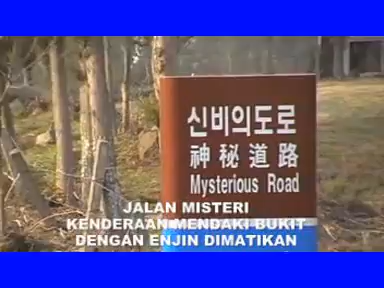 신비의도로
神秘道路
Mysterious Road
JALAN MISTERI
KENDERAAN MENDAKI BUKIT
DENGAN ENJIN DIMATIKAN